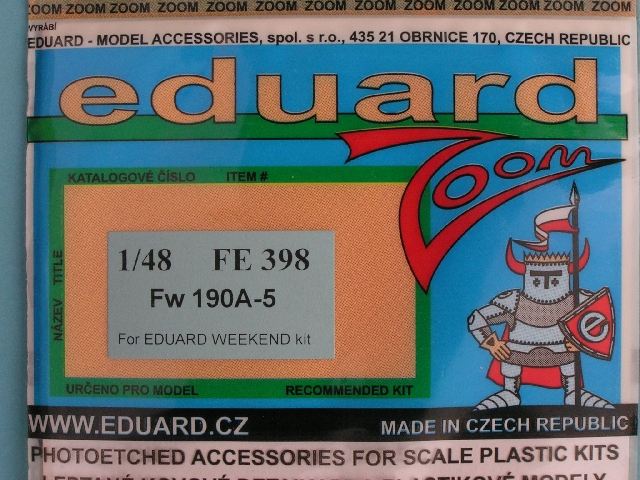 ZOOM ZOOM ZOOM ZOOM ZOOM ZOOM ZOOM ZOOM ZOOM ZOOM
VYRÁBÍ
EDUARD - MODEL ACCESSORIES, spol. s r.o., 435 21 OBRNICE 170, CZECH REPUBLIC
eduard
Zoom
KATALOGOVÉ ČÍSLO ITEM #
1/48 FE 398
Fw 190A-5
For EDUARD WEEKEND kit
NÁZEV TITLE
e
URČENO PRO MODEL RECOMMENDED KIT
WWW.EDUARD.CZ MADE IN CZECH REPUBLIC
PHOTOETCHED ACCESSORIES FOR SCALE PLASTIC KITS